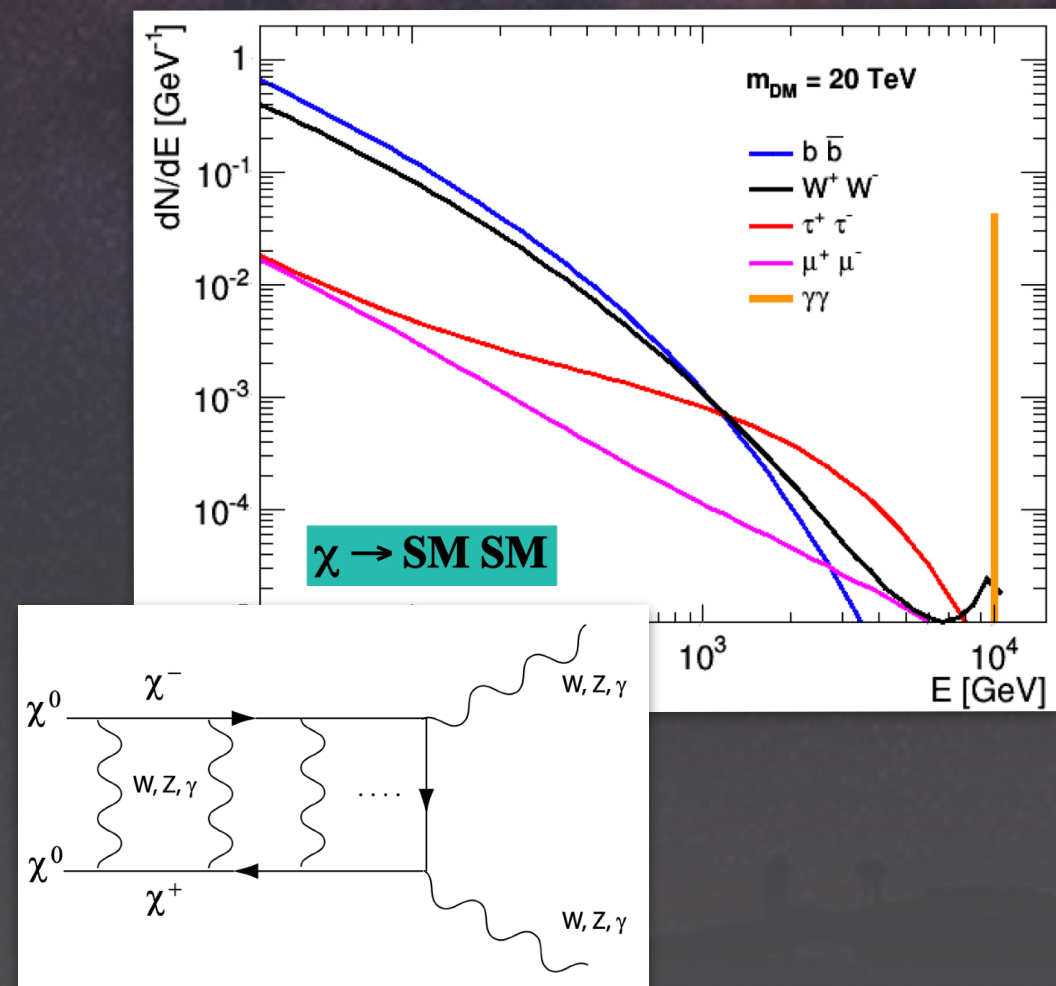 dN/dE [GeV⁻¹]
1
10⁻¹
10⁻²
10⁻³
10⁻⁴
m_DM = 20 TeV
b b̅
W⁺ W⁻
τ⁺ τ⁻
μ⁺ μ⁻
γγ
χ → SM SM
10³
10⁴
E [GeV]
χ⁰
χ⁻
W, Z, γ
W, Z, γ
....
χ⁰
χ⁺
W, Z, γ